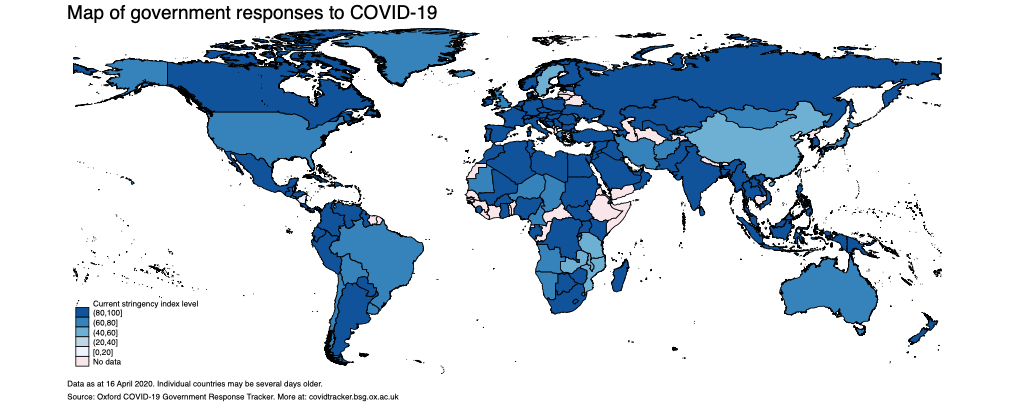 Map of government responses to COVID-19
Current stringency index level
(80,100]
(60,80]
(40,60]
(20,40]
[0,20]
No data
Data as at 16 April 2020. Individual countries may be several days older.
Source: Oxford COVID-19 Government Response Tracker. More at: covidtracker.bsg.ox.ac.uk